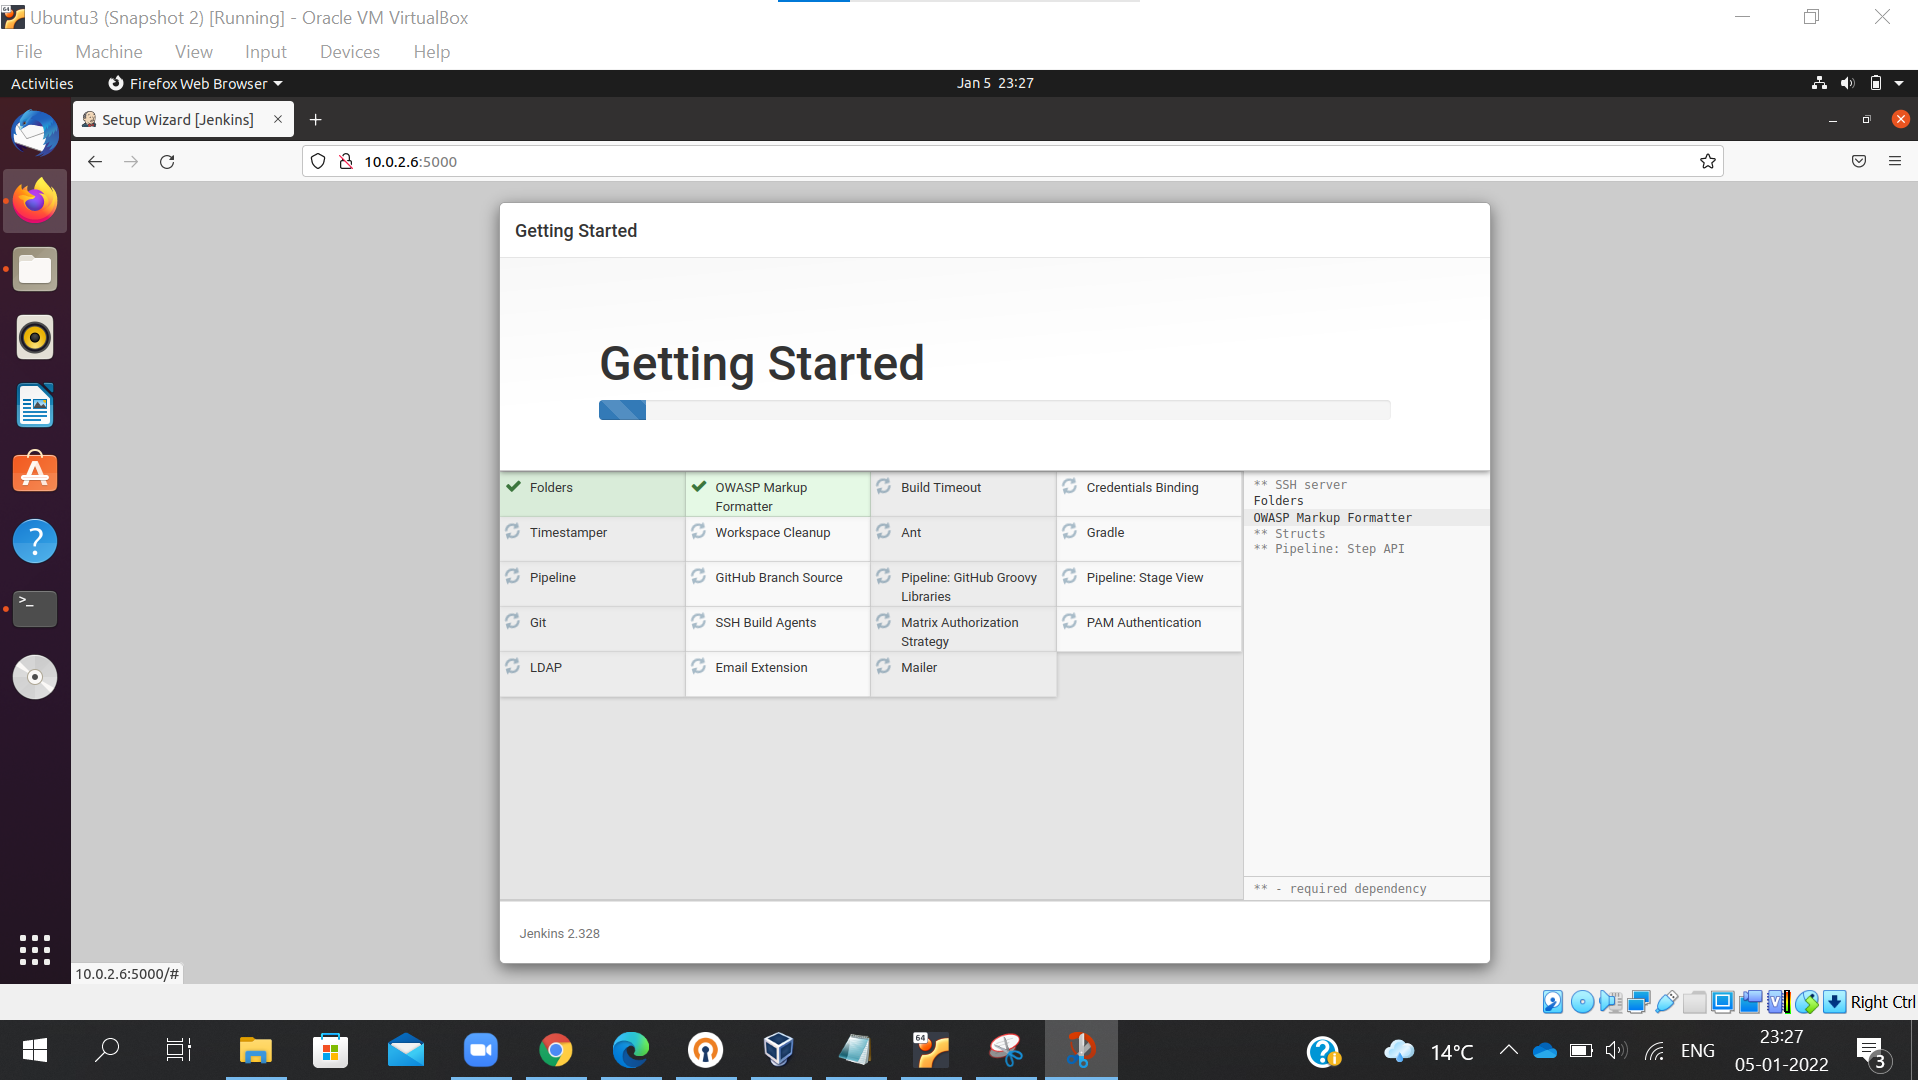 Ubuntu3 (Snapshot 2) [Running] - Oracle VM VirtualBox
File Machine View Input Devices Help
Activities Firefox Web Browser Jan 5 23:27
Setup Wizard [Jenkins]
10.0.2.6:5000
Getting Started
Getting Started
Folders
OWASP Markup
Formatter
Build Timeout
Credentials Binding
Timestamper
Workspace Cleanup
Ant
Gradle
Pipeline
GitHub Branch Source
Pipeline: GitHub Groovy
Libraries
Pipeline: Stage View
Git
SSH Build Agents
Matrix Authorization
Strategy
PAM Authentication
LDAP
Email Extension
Mailer
** SSH server
Folders
OWASP Markup Formatter
** Structs
** Pipeline: Step API
** - required dependency
Jenkins 2.328
10.0.2.6:5000/#
Right Ctrl
64
14°C
ENG
23:27
05-01-2022
3